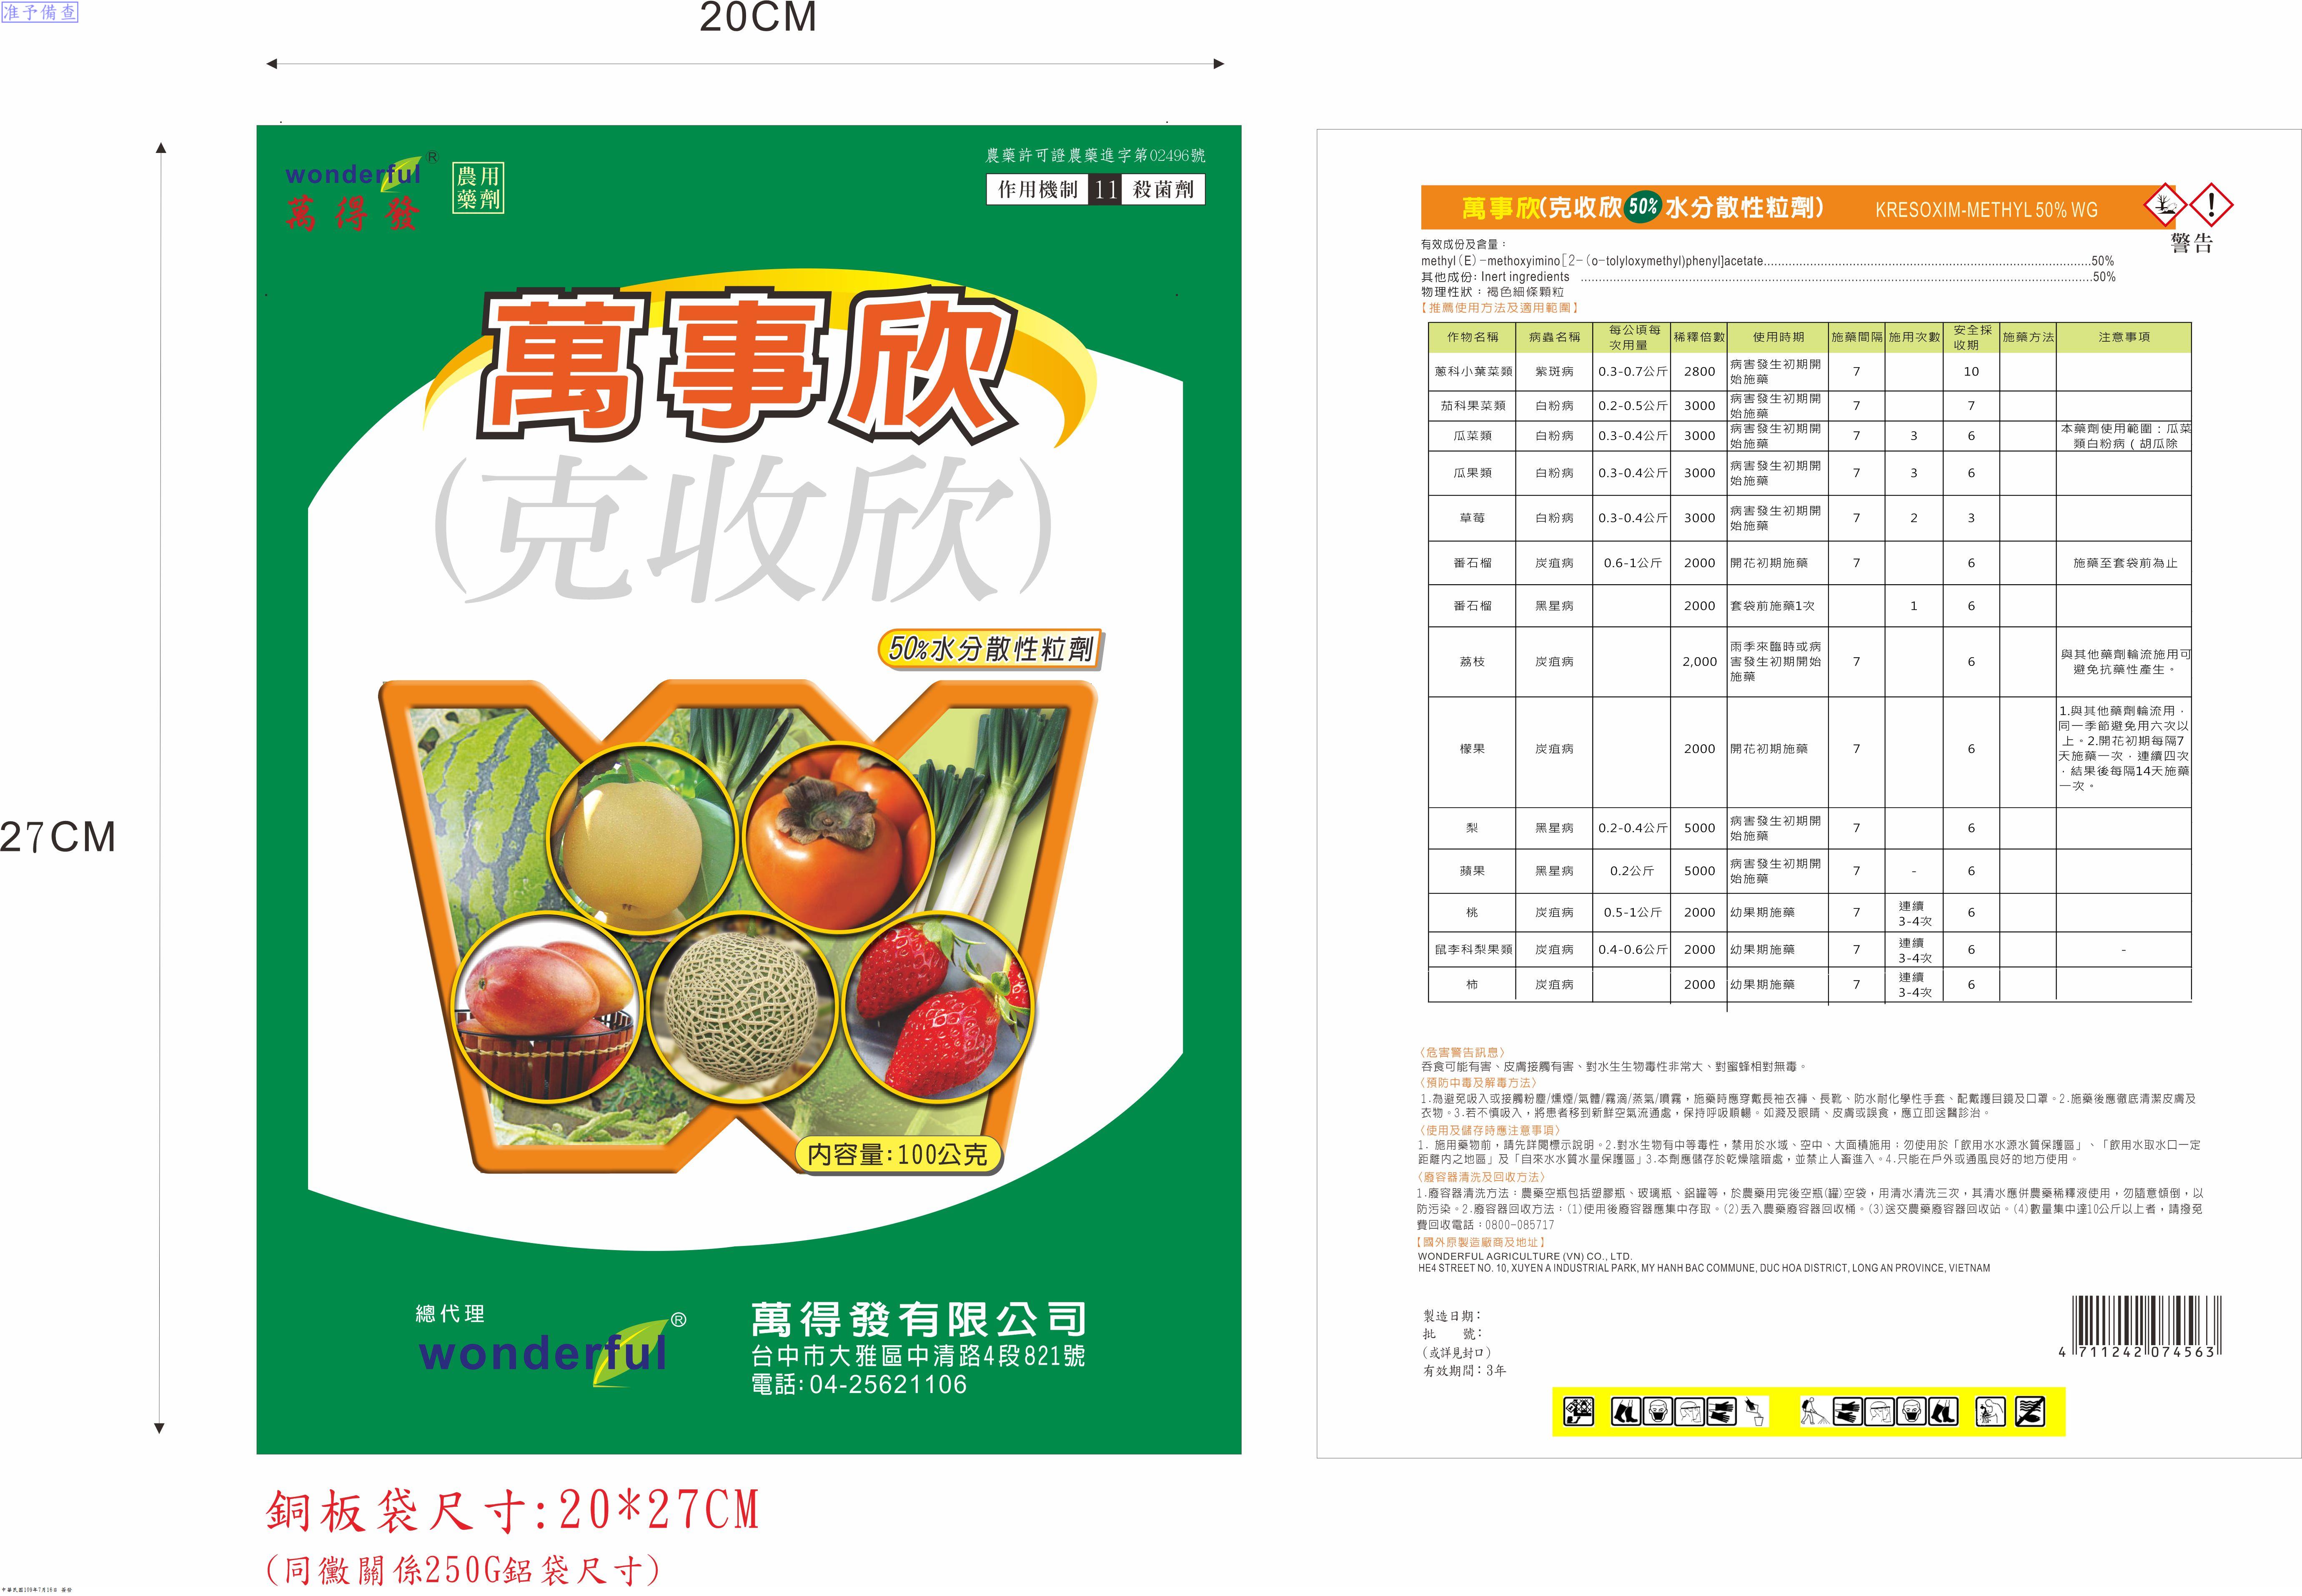 准予備查
20CM
27CM
wonderful ®
萬得發
農用
藥劑
農藥許可證農藥進字第02496號
作用機制 11 殺菌劑
萬事欣
(克收欣)
50%水分散性粒劑
內容量:100公克
總代理
wonderful ®
萬得發有限公司
台中市大雅區中清路4段821號
電話:04-25621106
銅板袋尺寸:20*27CM
(同黴關係250G鋁袋尺寸)
中華民國109年7月16日 簽發
萬事欣(克收欣50%水分散性粒劑) KRESOXIM-METHYL 50% WG
警告
有效成份及含量：
methyl(E)-methoxyimino[2-(o-tolyloxymethyl)phenyl]acetate...50%
其他成份: Inert ingredients ...50%
物理性狀：褐色細條顆粒
【推薦使用方法及適用範圍】
作物名稱 病蟲名稱 每公頃每次用量 稀釋倍數 使用時期 施藥間隔 施用次數 安全採收期 施藥方法 注意事項
蔥科小葉菜類 紫斑病 0.3-0.7公斤 2800 病害發生初期開始施藥 7 10
茄科果菜類 白粉病 0.2-0.5公斤 3000 病害發生初期開始施藥 7 7
瓜菜類 白粉病 0.3-0.4公斤 3000 病害發生初期開始施藥 7 3 6 本藥劑使用範圍：瓜菜類白粉病（胡瓜除
瓜果類 白粉病 0.3-0.4公斤 3000 病害發生初期開始施藥 7 3 6
草莓 白粉病 0.3-0.4公斤 3000 病害發生初期開始施藥 7 2 3
番石榴 炭疽病 0.6-1公斤 2000 開花初期施藥 7 6 施藥至套袋前為止
番石榴 黑星病 2000 套袋前施藥1次 1 6
荔枝 炭疽病 2,000 雨季來臨時或病害發生初期開始施藥 7 6 與其他藥劑輪流施用可避免抗藥性產生。
檬果 炭疽病 2000 開花初期施藥 7 6 1.與其他藥劑輪流用，同一季節避免用六次以上。2.開花初期每隔7天施藥一次，連續四次，結果後每隔14天施藥一次。
梨 黑星病 0.2-0.4公斤 5000 病害發生初期開始施藥 7 6
蘋果 黑星病 0.2公斤 5000 病害發生初期開始施藥 7 - 6
桃 炭疽病 0.5-1公斤 2000 幼果期施藥 7 連續3-4次 6
鼠李科梨果類 炭疽病 0.4-0.6公斤 2000 幼果期施藥 7 連續3-4次 6 -
柿 炭疽病 2000 幼果期施藥 7 連續3-4次 6
〈危害警告訊息〉
吞食可能有害、皮膚接觸有害、對水生生物毒性非常大、對蜜蜂相對無毒。
〈預防中毒及解毒方法〉
1.為避免吸入或接觸粉塵/燻煙/氣體/霧滴/蒸氣/噴霧，施藥時應穿戴長袖衣褲、長靴、防水耐化學性手套、配戴護目鏡及口罩。2.施藥後應徹底清潔皮膚及
衣物。3.若不慎吸入，將患者移到新鮮空氣流通處，保持呼吸順暢。如濺及眼睛、皮膚或誤食，應立即送醫診治。
〈使用及儲存時應注意事項〉
1. 施用藥物前，請先詳閱標示說明。2.對水生物有中等毒性，禁用於水域、空中、大面積施用；勿使用於「飲用水水源水質保護區」、「飲用水取水口一定
距離內之地區」及「自來水水質水量保護區」3.本劑應儲存於乾燥陰暗處，並禁止人畜進入。4.只能在戶外或通風良好的地方使用。
〈廢容器清洗及回收方法〉
1.廢容器清洗方法：農藥空瓶包括塑膠瓶、玻璃瓶、鋁罐等，於農藥用完後空瓶(罐)空袋，用清水清洗三次，其清水應併農藥稀釋液使用，勿隨意傾倒，以
防污染。2.廢容器回收方法：(1)使用後廢容器應集中存取。(2)丟入農藥廢容器回收桶。(3)送交農藥廢容器回收站。(4)數量集中達10公斤以上者，請撥免
費回收電話：0800-085717
【國外原製造廠商及地址】
WONDERFUL AGRICULTURE (VN) CO., LTD.
HE4 STREET NO. 10, XUYEN A INDUSTRIAL PARK, MY HANH BAC COMMUNE, DUC HOA DISTRICT, LONG AN PROVINCE, VIETNAM
製造日期：
批　號：
(或詳見封口)
有效期間：3年
4 711242 074563